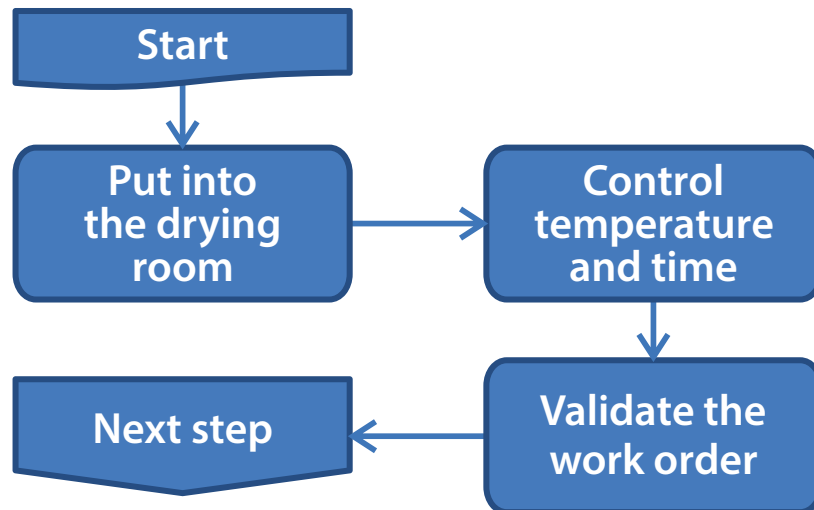 Start
Put into
the drying
room
Control
temperature
and time
Validate the
work order
Next step